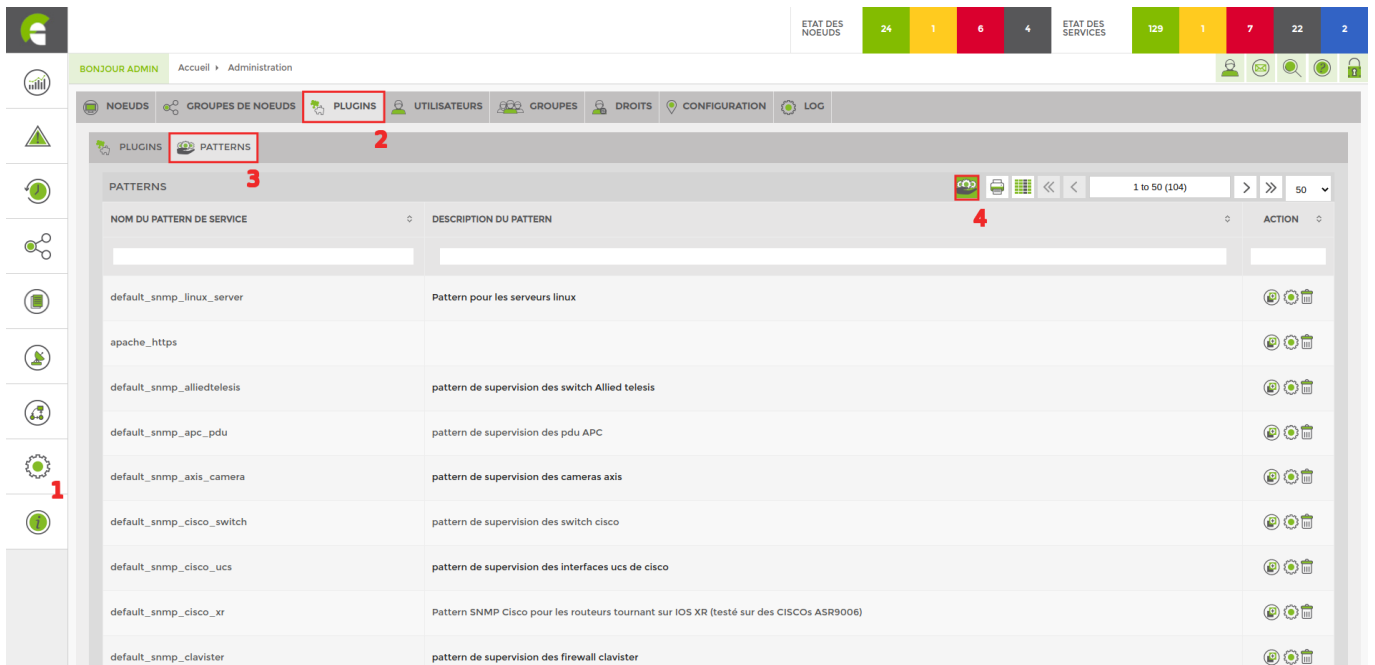 ETAT DES NOEUDS 24 1 6 4 ETAT DES SERVICES 129 1 7 22 2
BONJOUR ADMIN Accueil Administration
NOEUDS GROUPES DE NOEUDS PLUGINS UTILISATEURS GROUPES DROITS CONFIGURATION LOG
2
PLUGINS PATTERNS
3
PATTERNS 1 to 50 (104) 50
4
NOM DU PATTERN DE SERVICE DESCRIPTION DU PATTERN ACTION
default_snmp_linux_server Pattern pour les serveurs linux
apache_https
default_snmp_alliedtelesis pattern de supervision des switch Allied telesis
default_snmp_apc_pdu pattern de supervision des pdu APC
default_snmp_axis_camera pattern de supervision des cameras axis
1
default_snmp_cisco_switch pattern de supervision des switch cisco
default_snmp_cisco_ucs pattern de supervision des interfaces ucs de cisco
default_snmp_cisco_xr Pattern SNMP Cisco pour les routeurs tournant sur IOS XR (testé sur des CISCOs ASR9006)
default_snmp_clavister pattern de supervision des firewall clavister